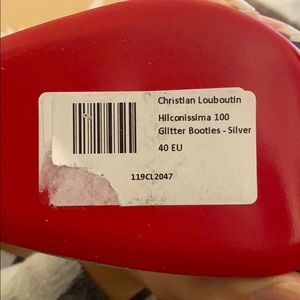 Christian Louboutin
Hilconissima 100
Glitter Booties - Silver
40 EU
119CL2047